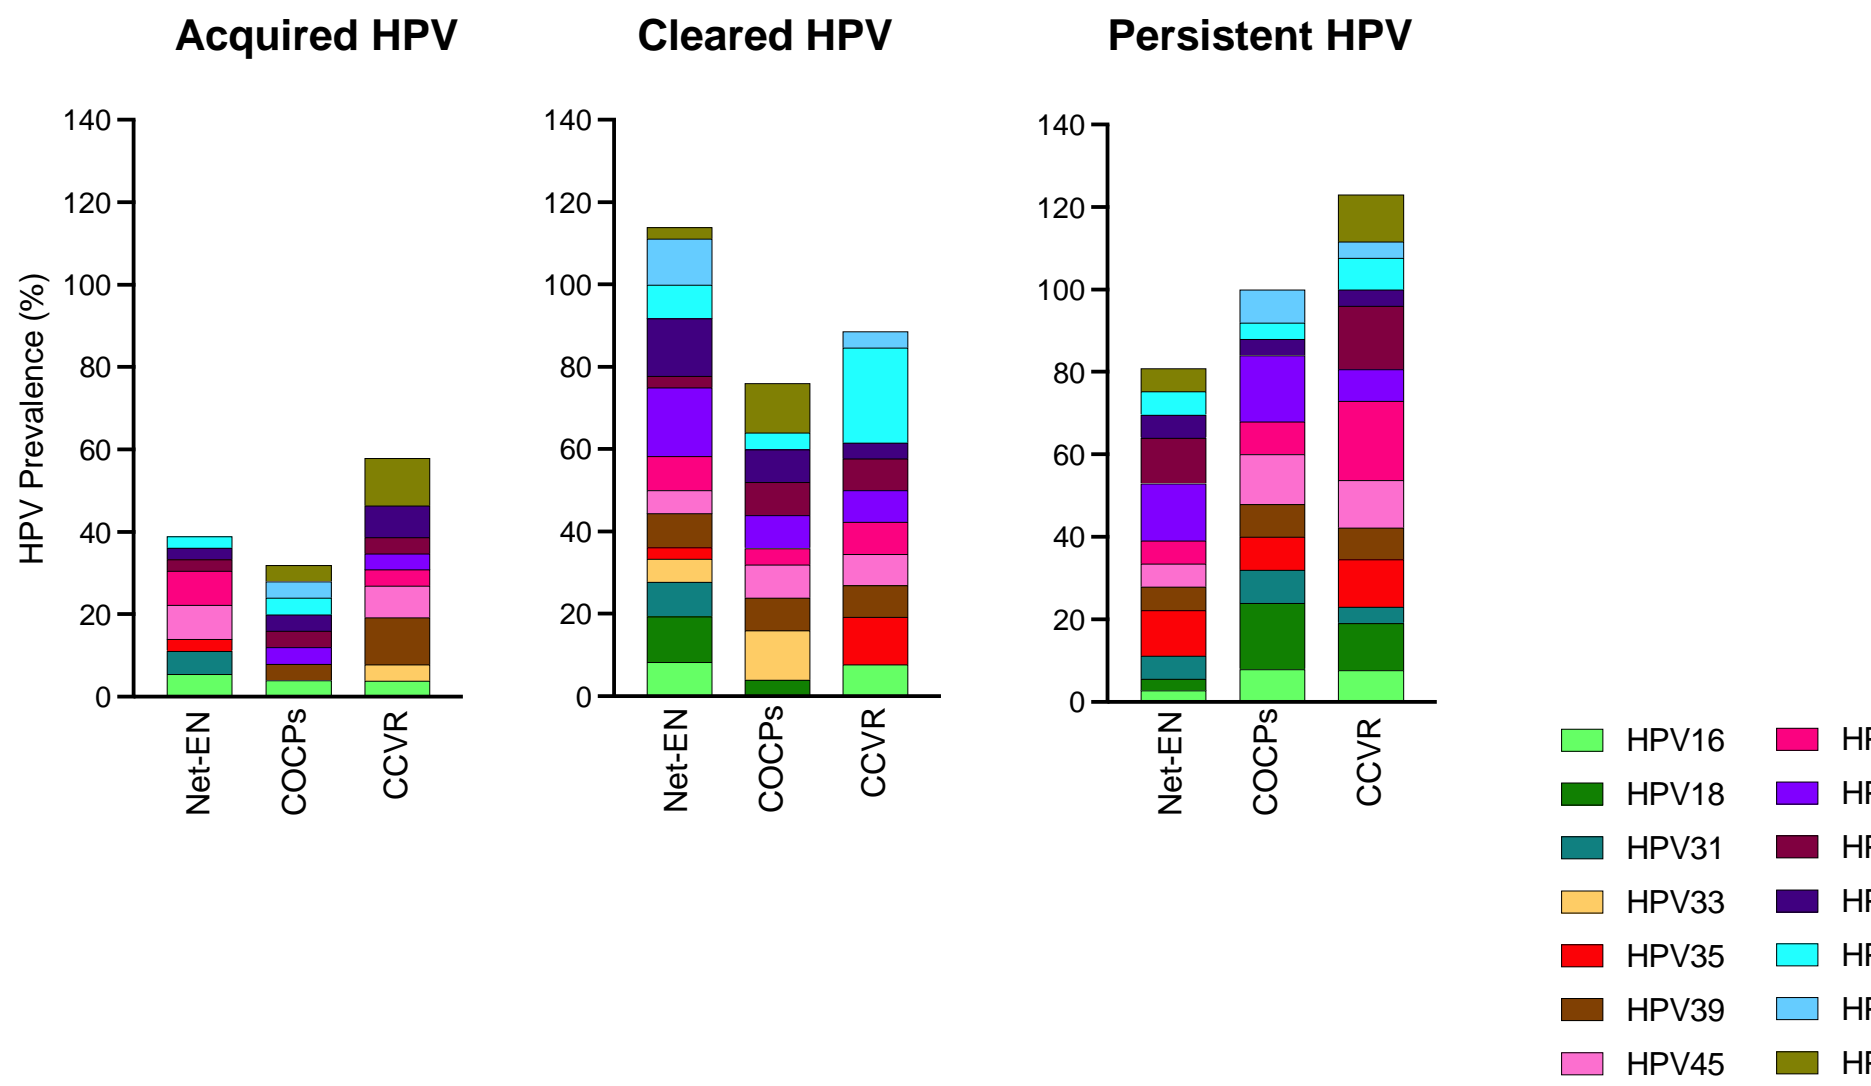 Acquired HPV
Cleared HPV
Persistent HPV
HPV Prevalence (%)
140
120
100
80
60
40
20
0
Net-EN
COCPs
CCVR
140
120
100
80
60
40
20
0
Net-EN
COCPs
CCVR
140
120
100
80
60
40
20
0
Net-EN
COCPs
CCVR
HPV16
HPV18
HPV31
HPV33
HPV35
HPV39
HPV45